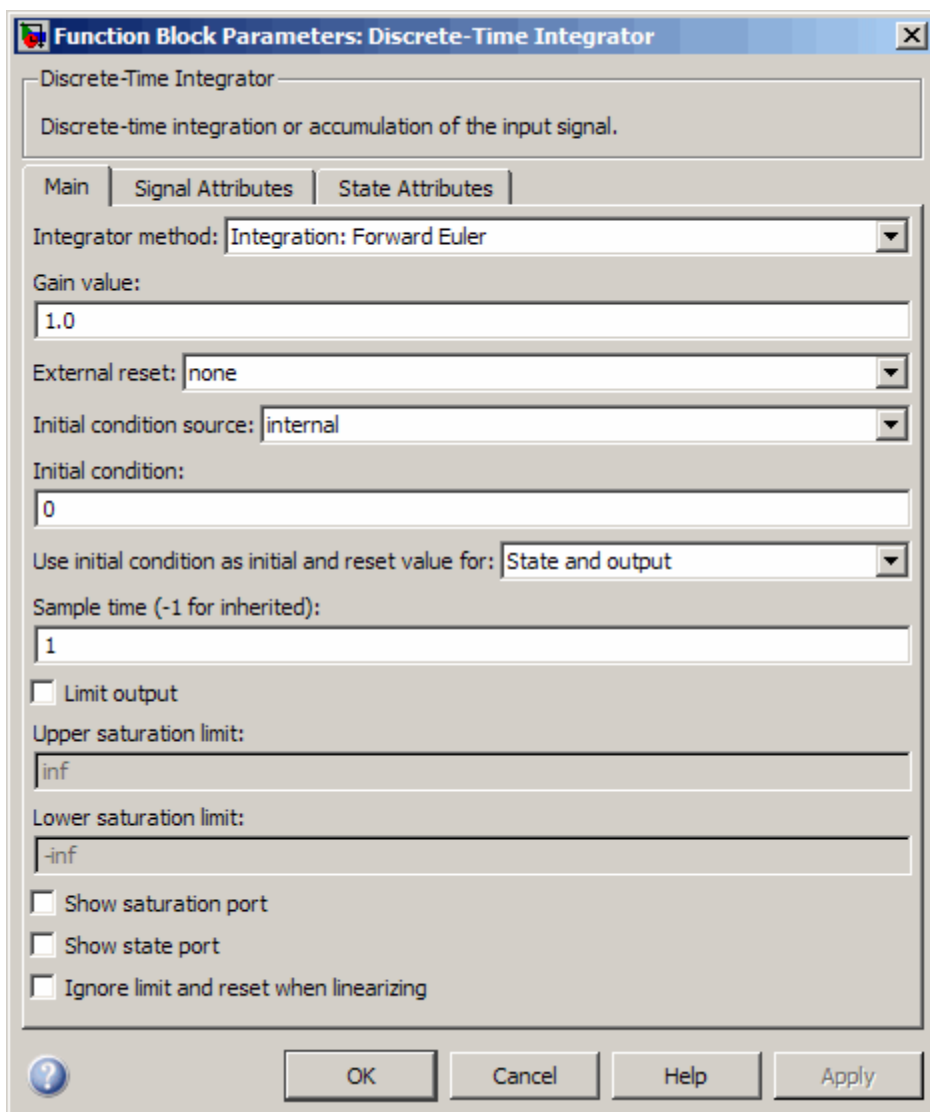 Function Block Parameters: Discrete-Time Integrator
Discrete-Time Integrator
Discrete-time integration or accumulation of the input signal.
Main Signal Attributes State Attributes
Integrator method: Integration: Forward Euler
Gain value:
1.0
External reset: none
Initial condition source: internal
Initial condition:
0
Use initial condition as initial and reset value for: State and output
Sample time (-1 for inherited):
1
Limit output
Upper saturation limit:
inf
Lower saturation limit:
-inf
Show saturation port
Show state port
Ignore limit and reset when linearizing
? OK Cancel Help Apply